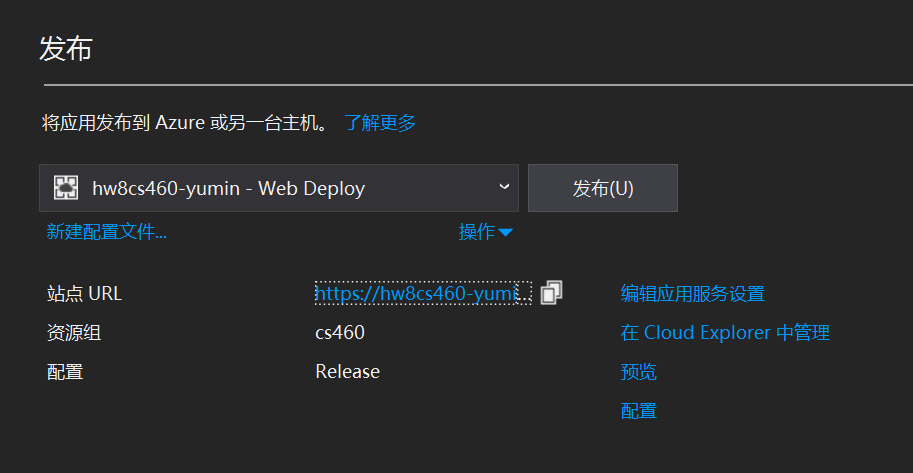 发布
将应用发布到 Azure 或另一台主机。 了解更多
hw8cs460-yumin - Web Deploy 发布(U)
新建配置文件... 操作
站点 URL https://hw8cs460-yumi... 编辑应用服务设置
资源组 cs460 在 Cloud Explorer 中管理
配置 Release 预览
配置